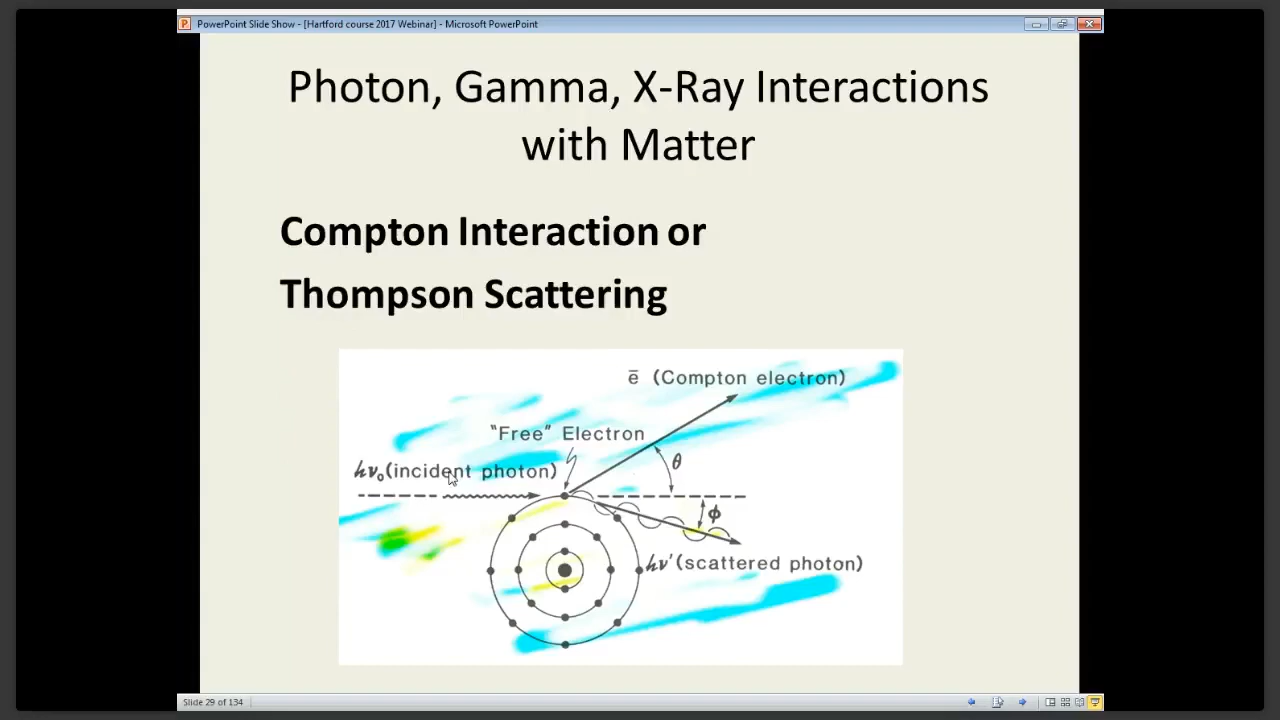 PowerPoint Slide Show - [Hartford course 2017 Webinar] - Microsoft PowerPoint
Photon, Gamma, X-Ray Interactions
with Matter
Compton Interaction or
Thompson Scattering
ē (Compton electron)
"Free" Electron
hν₀(incident photon)
θ
ϕ
hν′(scattered photon)
Slide 29 of 134